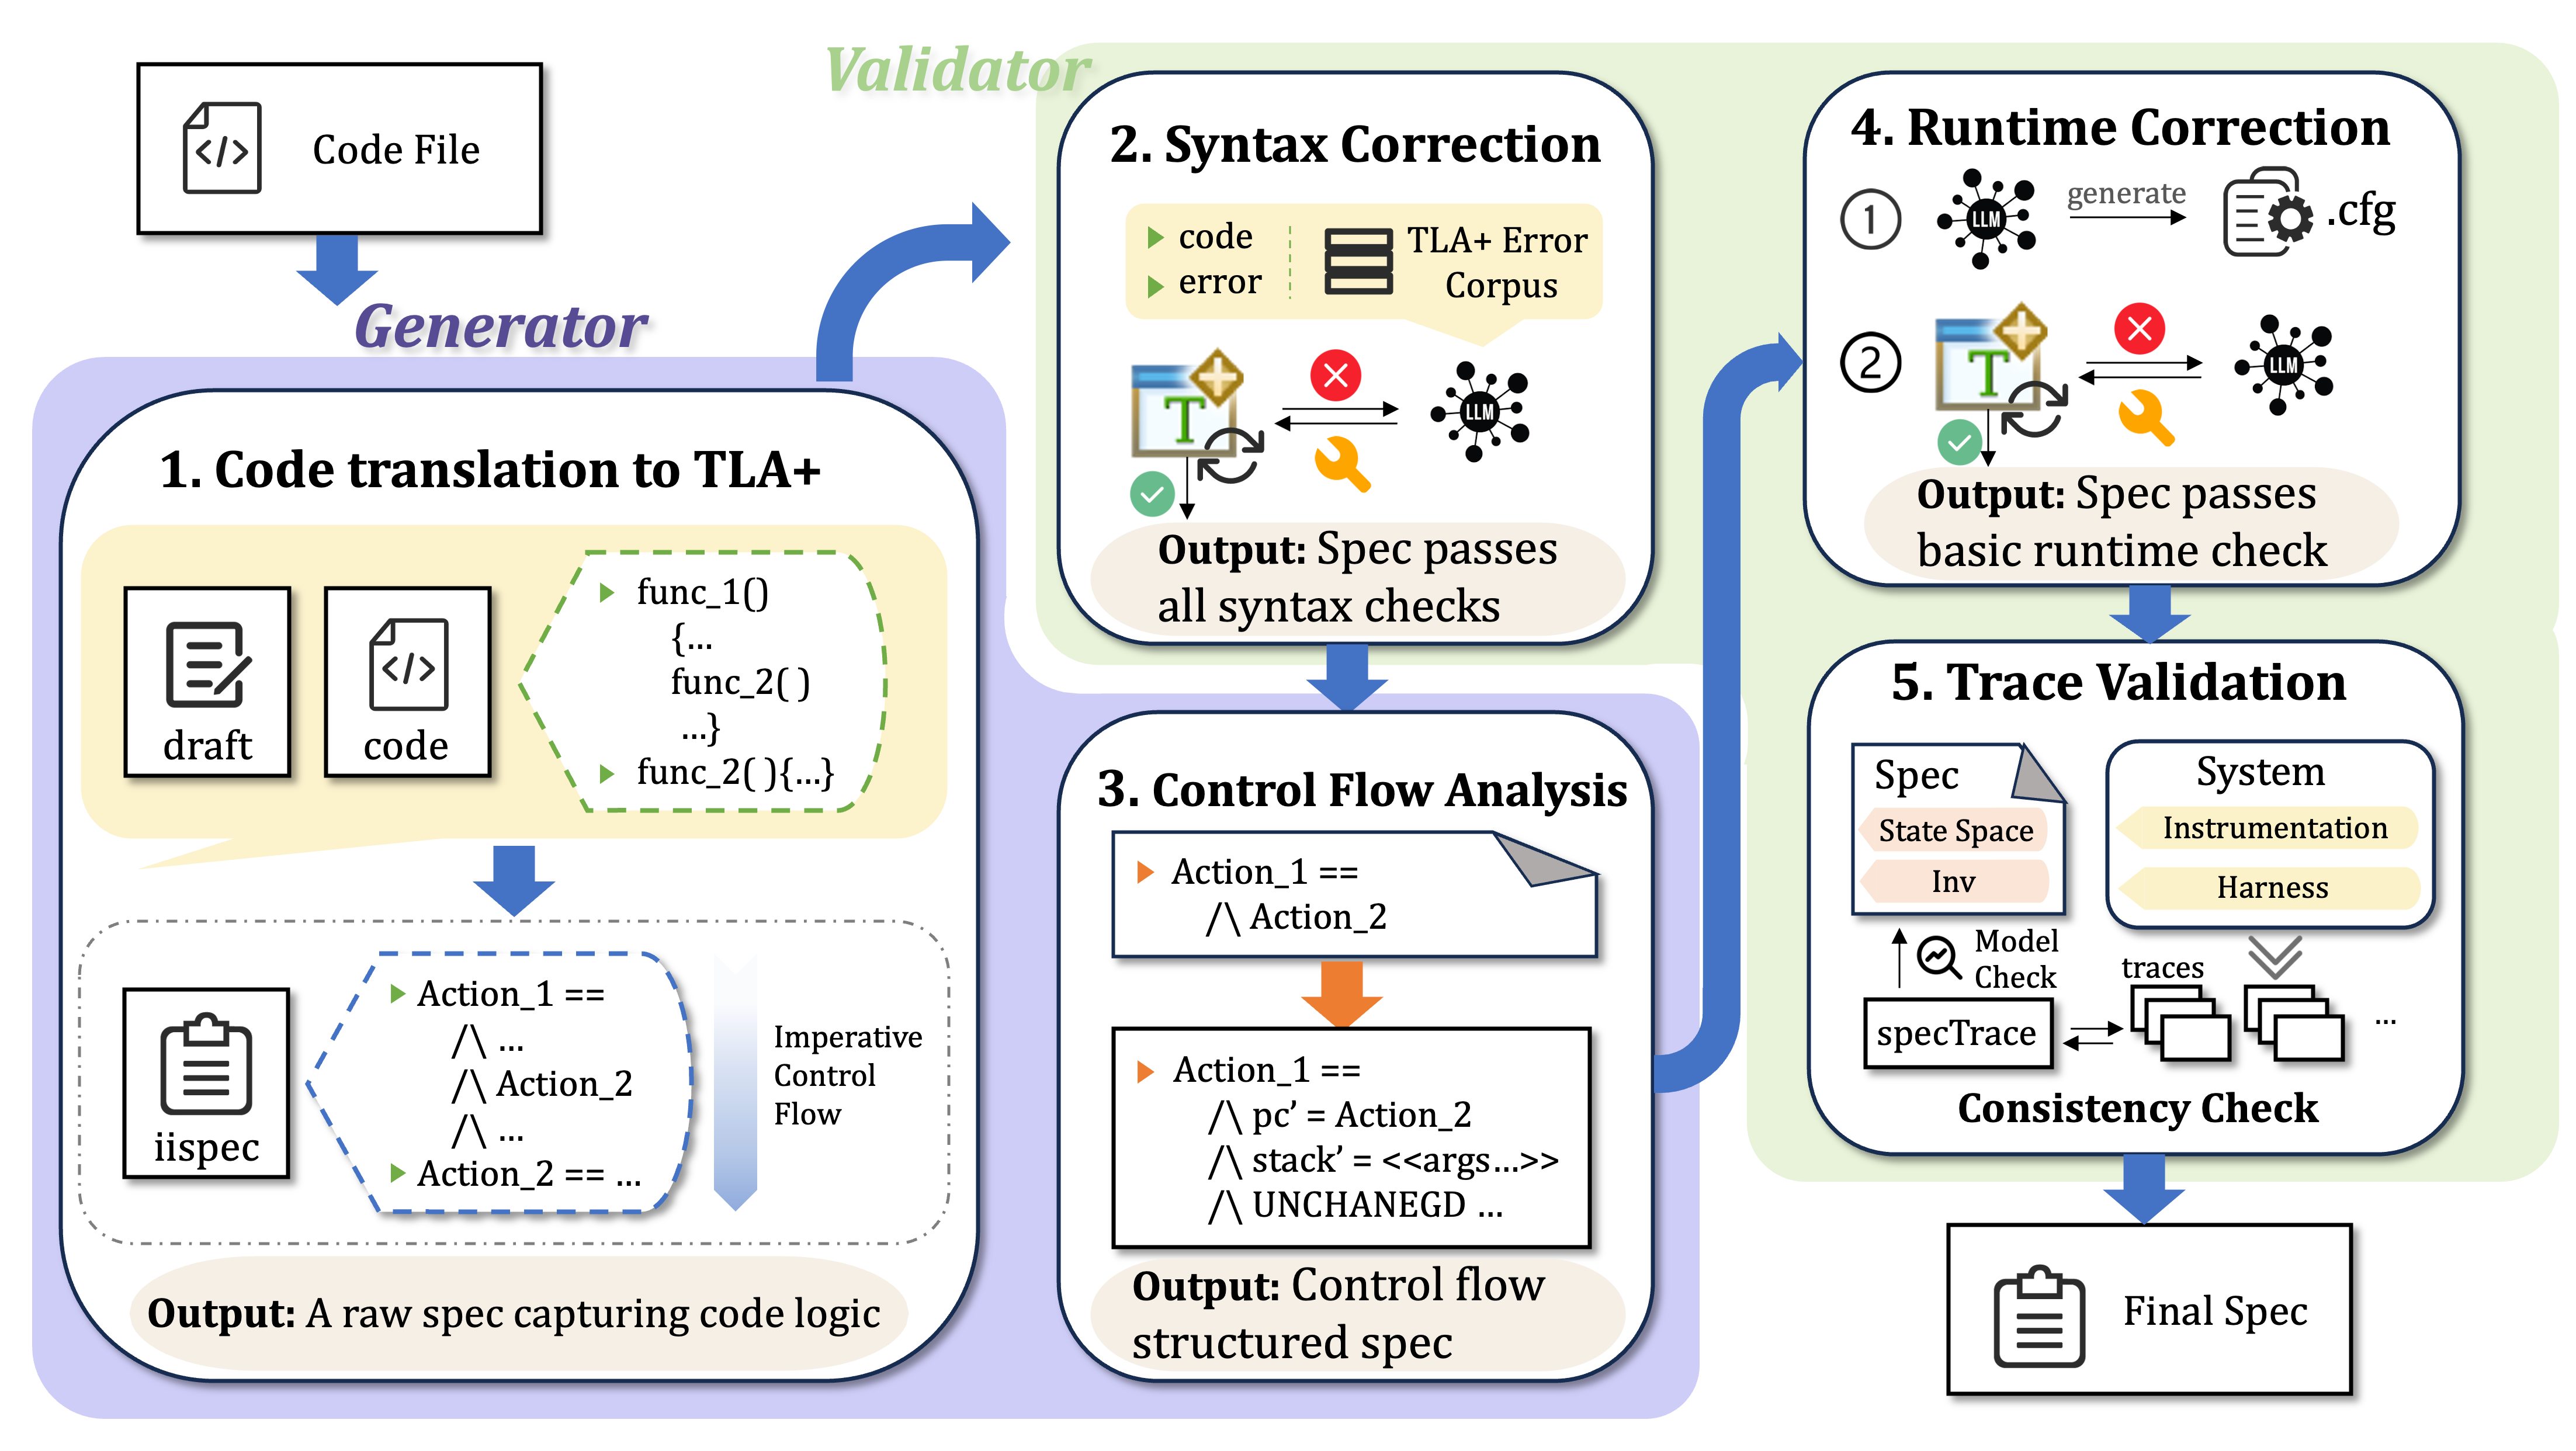 Code File
Generator
1. Code translation to TLA+
draft
code
func_1()
{...
func_2( )
...}
func_2( ){...}
iispec
Action_1 ==
/\ ...
/\ Action_2
/\ ...
Action_2 == ...
Imperative
Control
Flow
Output: A raw spec capturing code logic
Validator
2. Syntax Correction
code
error
TLA+ Error
Corpus
T
LLM
Output: Spec passes
all syntax checks
3. Control Flow Analysis
Action_1 ==
/\ Action_2
Action_1 ==
/\ pc’ = Action_2
/\ stack’ = <<args...>>
/\ UNCHANEGD ...
Output: Control flow
structured spec
4. Runtime Correction
1
LLM
generate
.cfg
2
T
LLM
Output: Spec passes
basic runtime check
5. Trace Validation
Spec
State Space
Inv
System
Instrumentation
Harness
Model
Check
traces
specTrace
...
Consistency Check
Final Spec